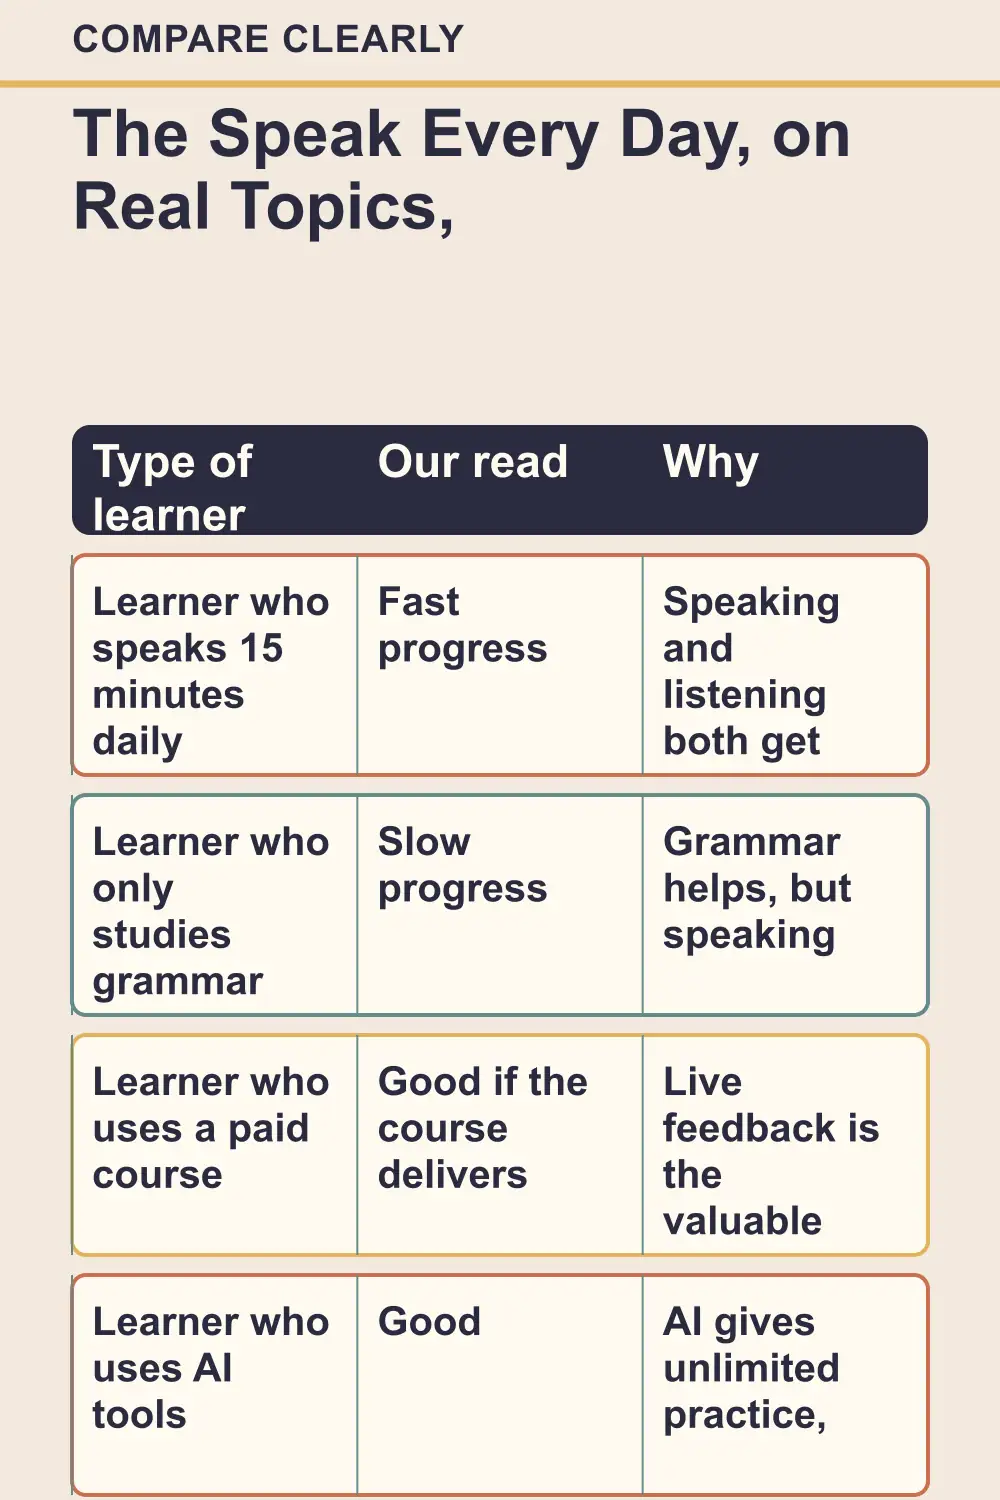 COMPARE CLEARLY
The Speak Every Day, on
Real Topics,
Type of
learner
Our read
Why
Learner who
speaks 15
minutes
daily
Fast
progress
Speaking
and
listening
both get
Learner who
only
studies
grammar
Slow
progress
Grammar
helps, but
speaking
Learner who
uses a paid
course
Good if the
course
delivers
Live
feedback is
the
valuable
Learner who
uses AI
tools
Good
AI gives
unlimited
practice,